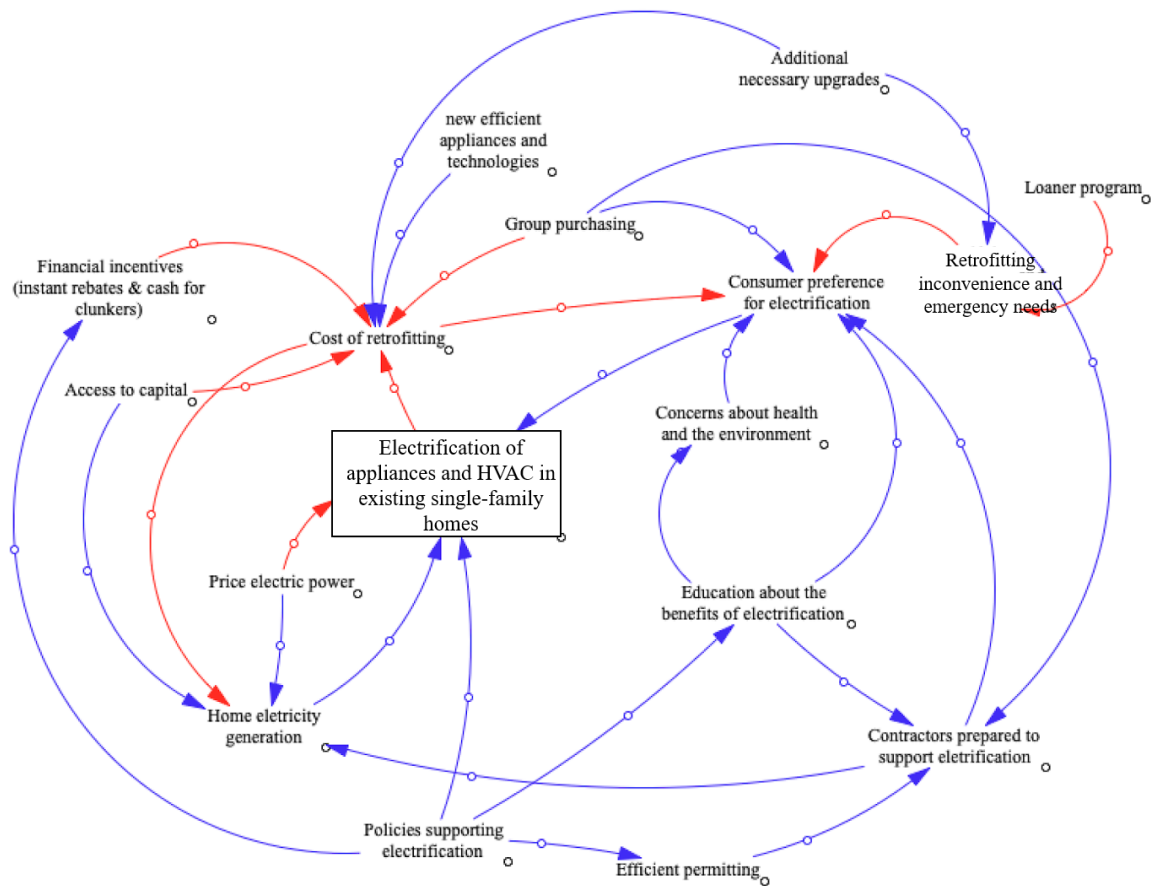 Additional
necessary upgrades
new efficient
appliances and
technologies
Loaner program
Group purchasing
Financial incentives
(instant rebates & cash for
clunkers)
Consumer preference
for electrification
Retrofitting
inconvenience and
emergency needs
Cost of retrofitting
Access to capital
Concerns about health
and the environment
Electrification of
appliances and HVAC in
existing single-family
homes
Price electric power
Education about the
benefits of electrification
Home eletricity
generation
Contractors prepared to
support eletrification
Policies supporting
electrification
Efficient permitting